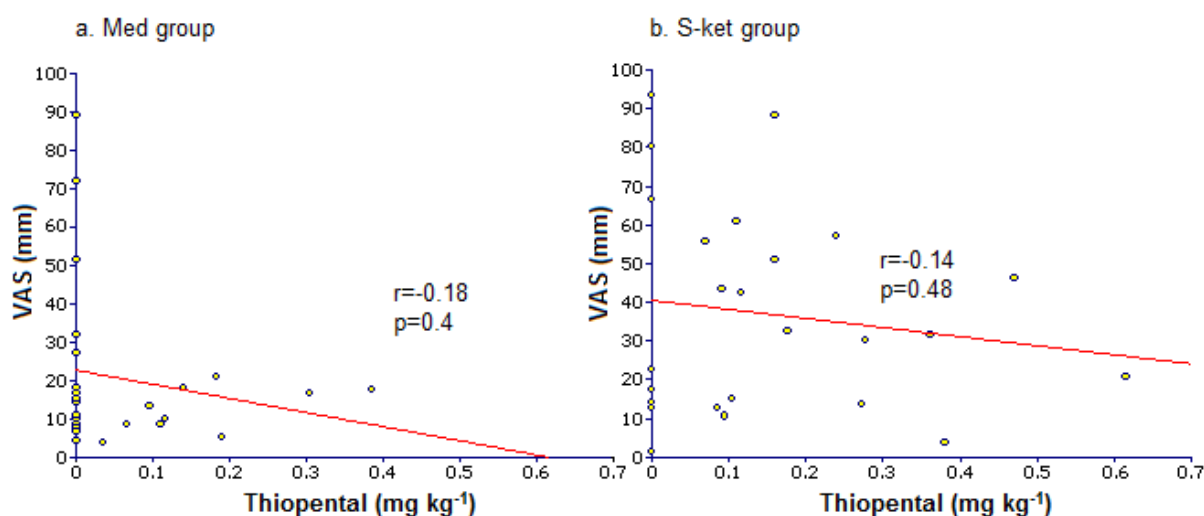 a. Med group
100
90
80
70
60
50
40
30
20
10
0
VAS (mm)
r=-0.18
p=0.4
0 0.1 0.2 0.3 0.4 0.5 0.6 0.7
Thiopental (mg kg⁻¹)
b. S-ket group
100
90
80
70
60
50
40
30
20
10
0
VAS (mm)
r=-0.14
p=0.48
0 0.1 0.2 0.3 0.4 0.5 0.6 0.7
Thiopental (mg kg⁻¹)